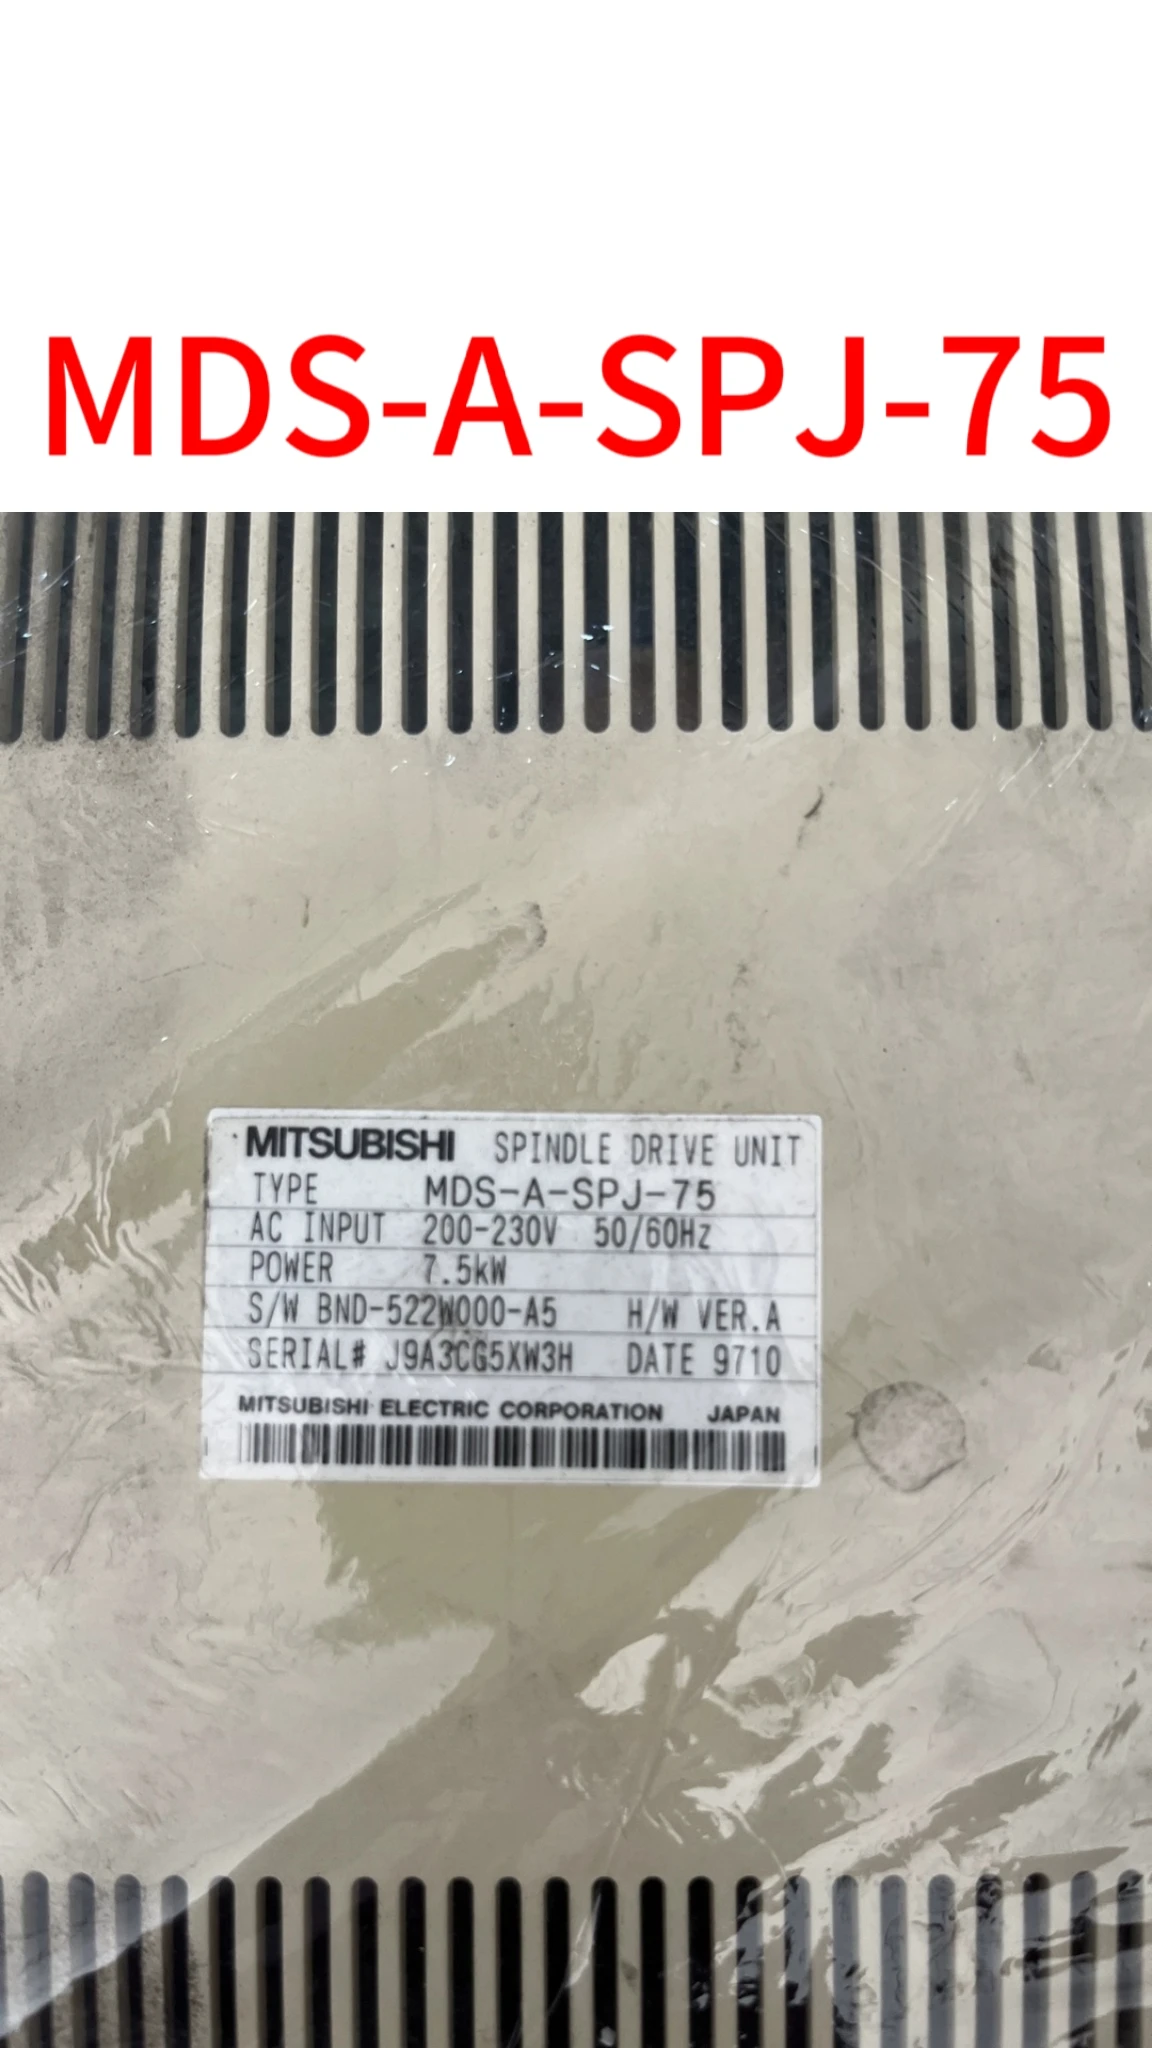 MDS-A-SPJ-75
MITSUBISHI SPINDLE DRIVE UNIT
TYPE MDS-A-SPJ-75
AC INPUT 200-230V 50/60Hz
POWER 7.5kW
S/W BND-522W000-A5 H/W VER.A
SERIAL# J9A3CG5XW3H DATE 9710
MITSUBISHI ELECTRIC CORPORATION JAPAN